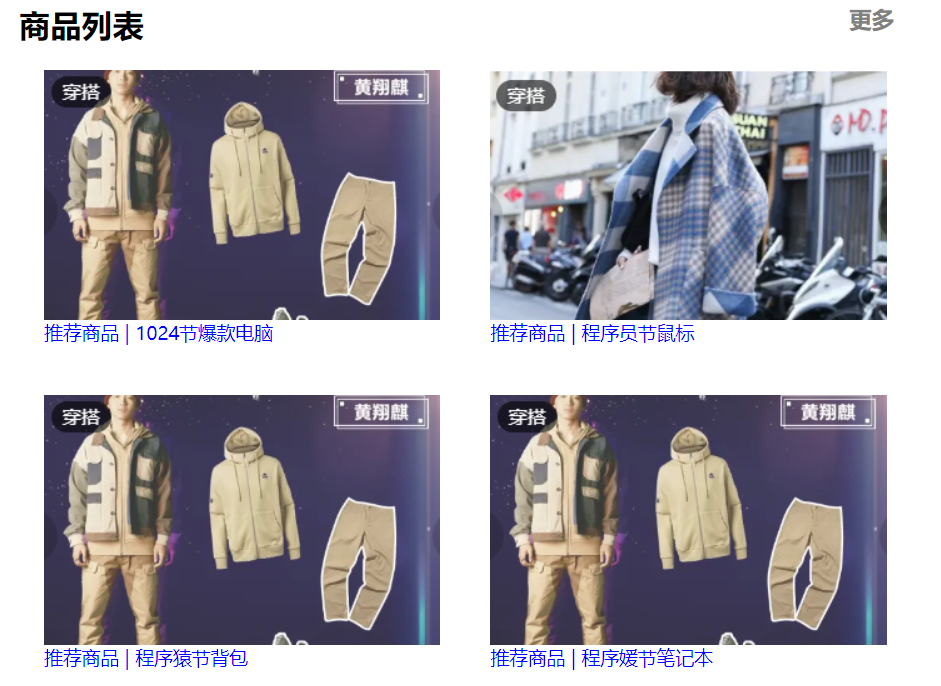 商品列表
更多
穿搭
黄翔麒
穿搭
推荐商品 | 1024节爆款电脑
推荐商品 | 程序员节鼠标
穿搭
黄翔麒
穿搭
黄翔麒
推荐商品 | 程序猿节背包
推荐商品 | 程序媛节笔记本